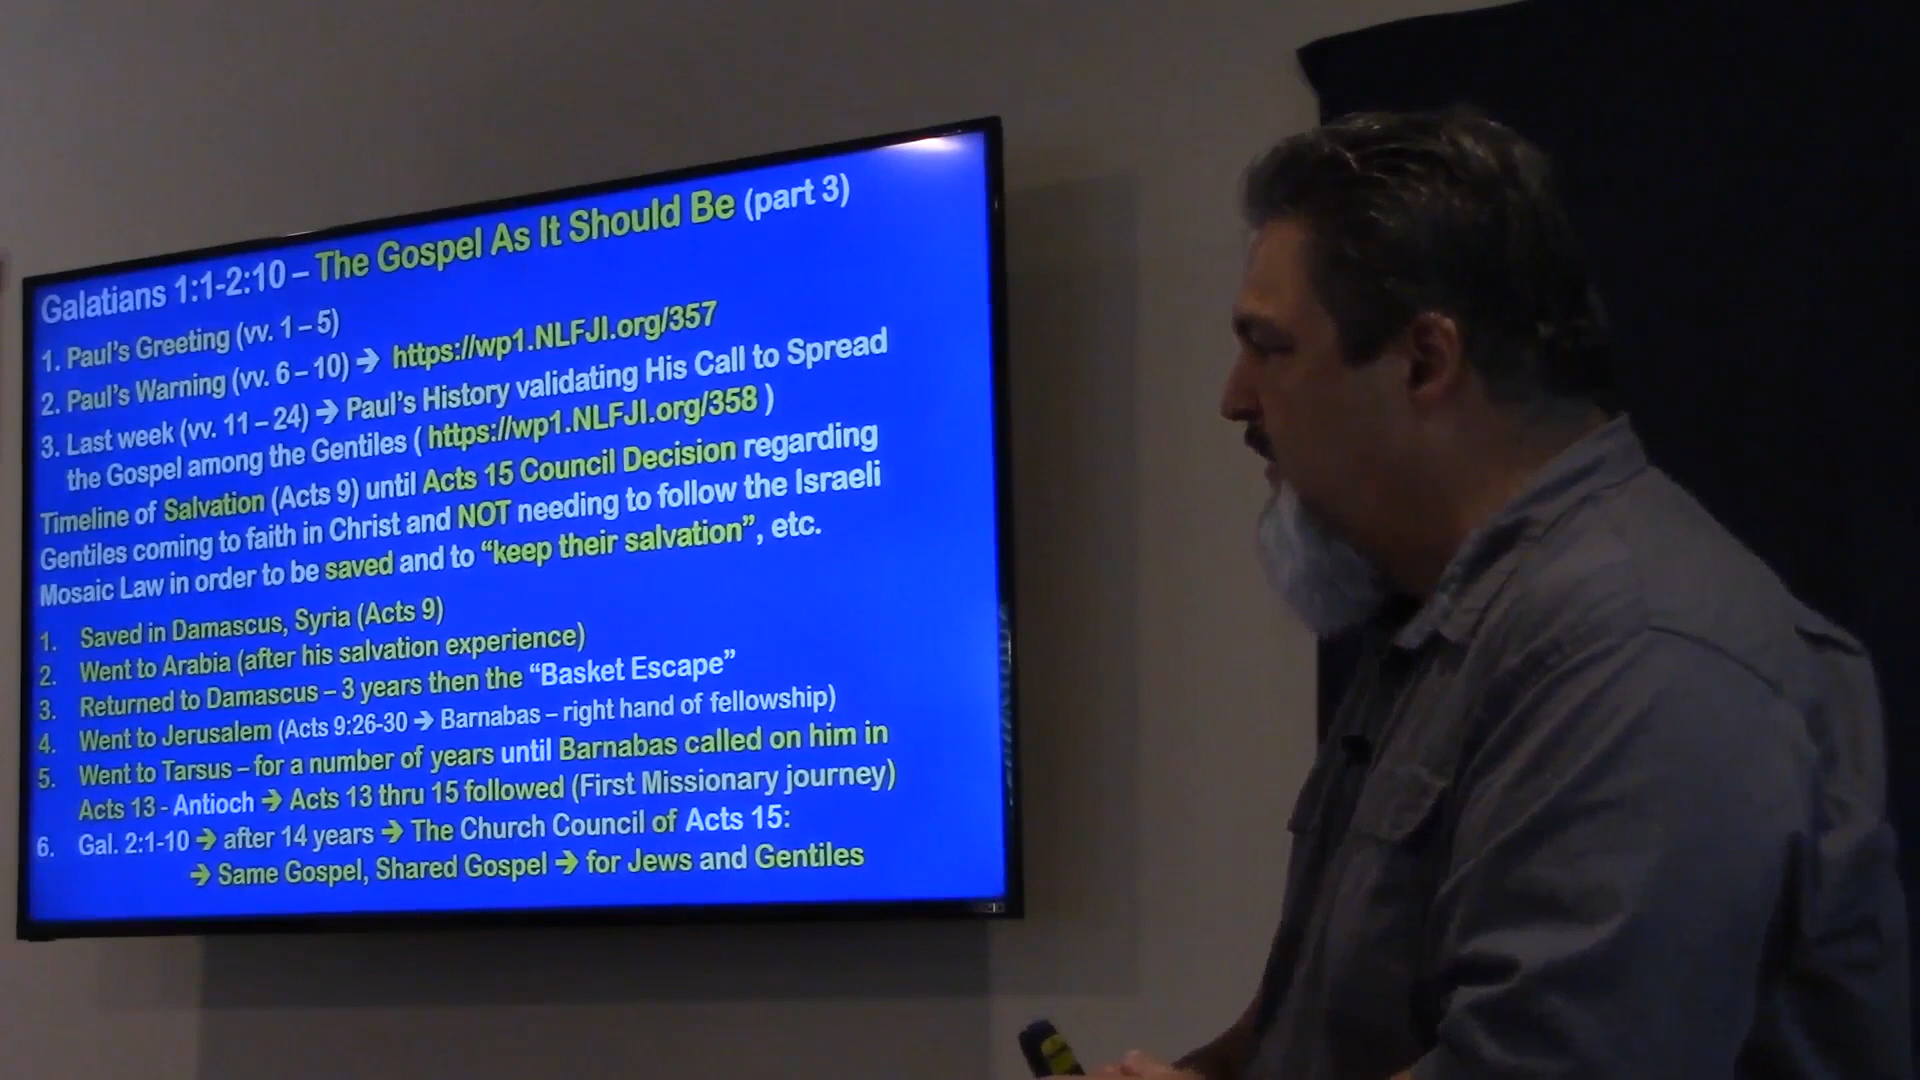 Galatians 1:1-2:10 – The Gospel As It Should Be (part 3)
1. Paul's Greeting (vv. 1 – 5)
2. Paul's Warning (vv. 6 – 10) ➔ https://wp1.NLFJI.org/357
3. Last week (vv. 11 – 24) ➔ Paul's History validating His Call to Spread
the Gospel among the Gentiles ( https://wp1.NLFJI.org/358 )
Timeline of Salvation (Acts 9) until Acts 15 Council Decision regarding
Gentiles coming to faith in Christ and NOT needing to follow the Israeli
Mosaic Law in order to be saved and to “keep their salvation”, etc.
1. Saved in Damascus, Syria (Acts 9)
2. Went to Arabia (after his salvation experience)
3. Returned to Damascus – 3 years then the “Basket Escape”
4. Went to Jerusalem (Acts 9:26-30 ➔ Barnabas – right hand of fellowship)
5. Went to Tarsus – for a number of years until Barnabas called on him in
Acts 13 - Antioch ➔ Acts 13 thru 15 followed (First Missionary journey)
6. Gal. 2:1-10 ➔ after 14 years ➔ The Church Council of Acts 15:
➔ Same Gospel, Shared Gospel ➔ for Jews and Gentiles